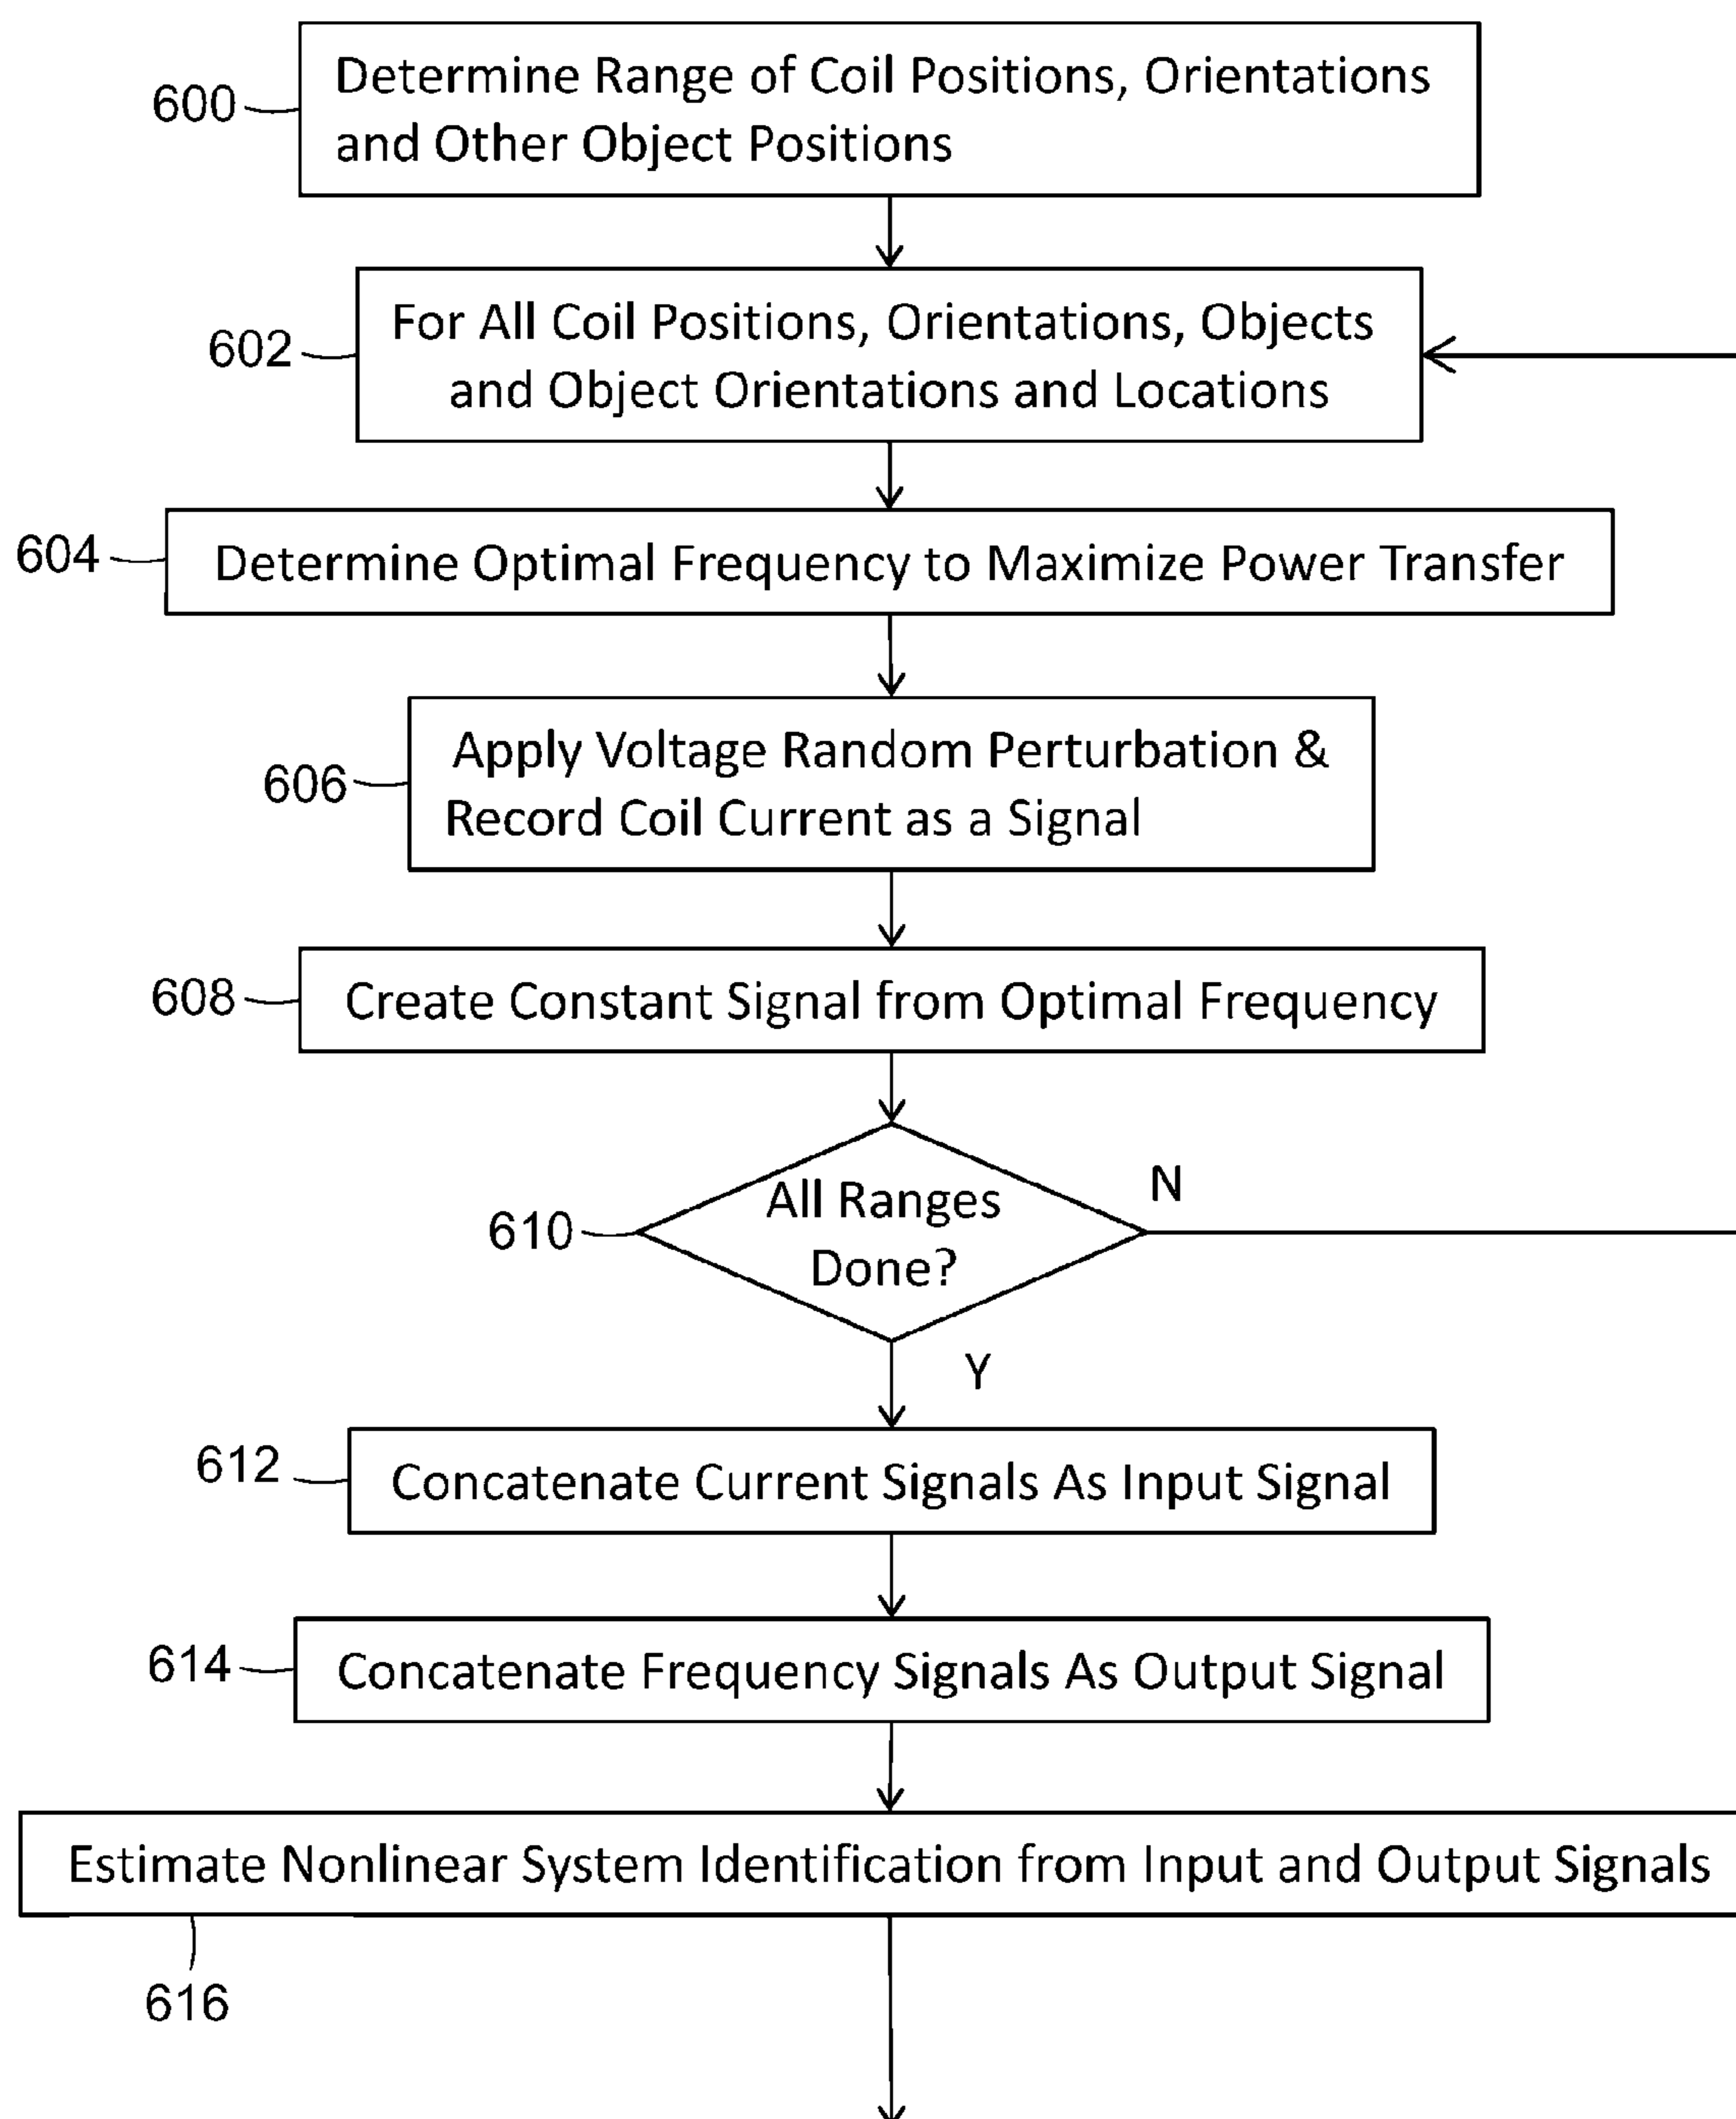 600
Determine Range of Coil Positions, Orientations
and Other Object Positions
602
For All Coil Positions, Orientations, Objects
and Object Orientations and Locations
604
Determine Optimal Frequency to Maximize Power Transfer
606
Apply Voltage Random Perturbation &
Record Coil Current as a Signal
608
Create Constant Signal from Optimal Frequency
610
All Ranges
Done?
N
Y
612
Concatenate Current Signals As Input Signal
614
Concatenate Frequency Signals As Output Signal
Estimate Nonlinear System Identification from Input and Output Signals
616